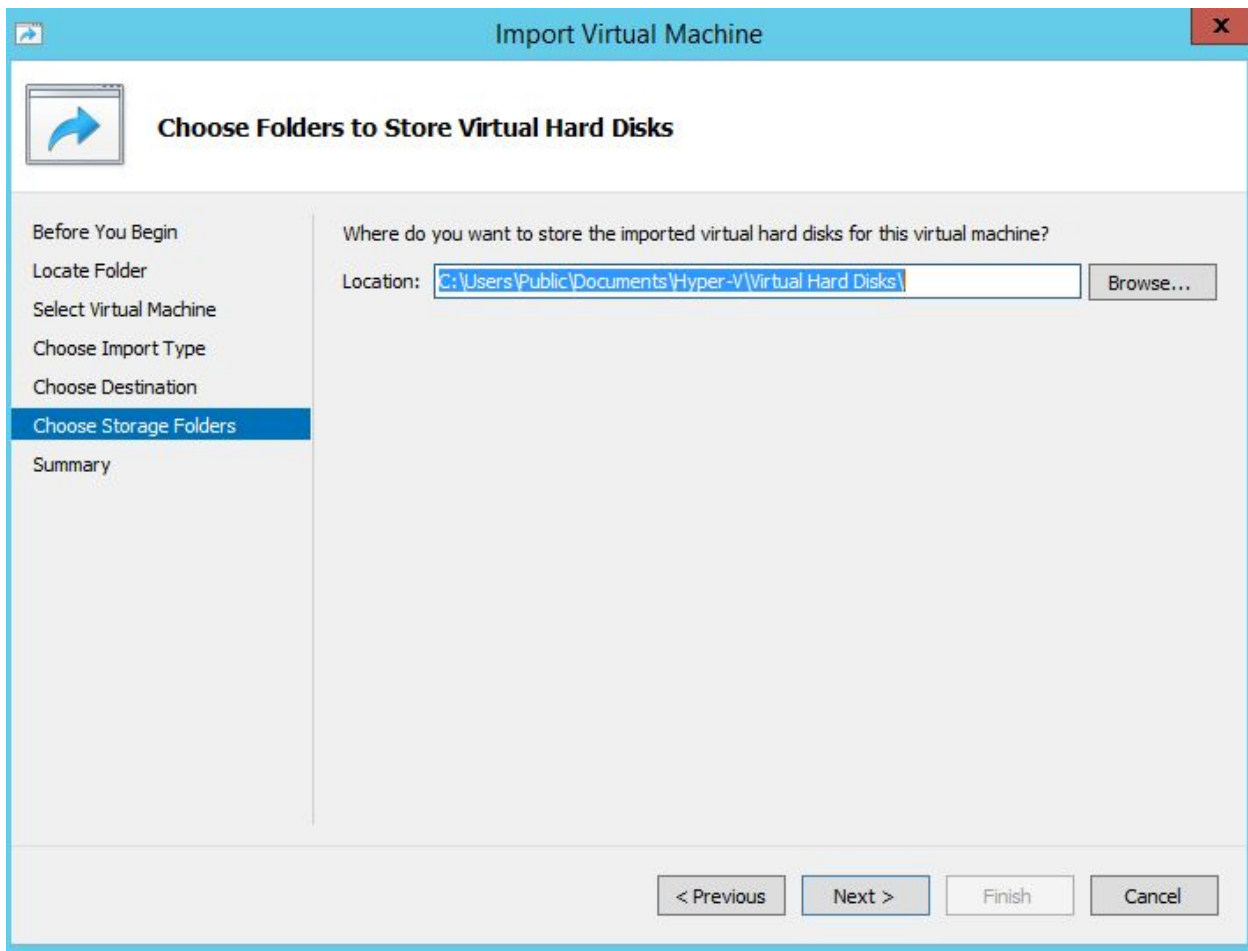 Import Virtual Machine
x
Choose Folders to Store Virtual Hard Disks
Before You Begin
Locate Folder
Select Virtual Machine
Choose Import Type
Choose Destination
Choose Storage Folders
Summary
Where do you want to store the imported virtual hard disks for this virtual machine?
Location: C:\Users\Public\Documents\Hyper-V\Virtual Hard Disks\ Browse...
< Previous Next > Finish Cancel